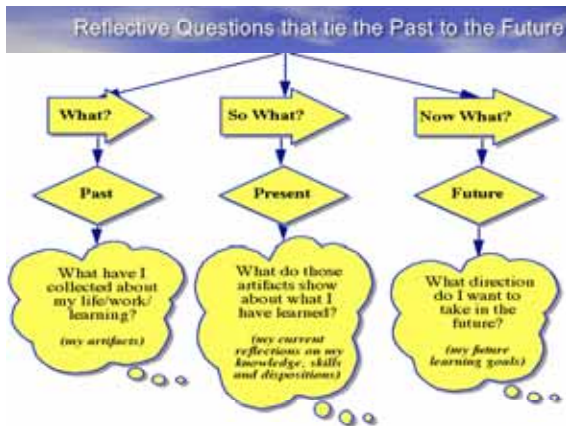 Reflective Questions that tie the Past to the Future
What?
So What?
Now What?
Past
Present
Future
What have I
collected about
my life/work/
learning?
(my artifacts)
What do those
artifacts show
about what I
have learned?
(my current
reflections on my
knowledge, skills
and dispositions)
What direction
do I want to
take in the
future?
(my future
learning goals)